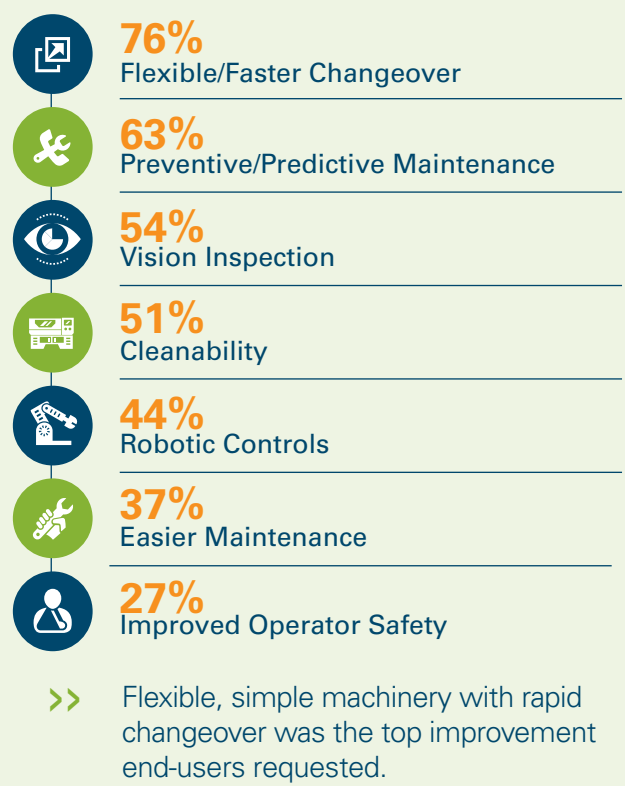 76%
Flexible/Faster Changeover
63%
Preventive/Predictive Maintenance
54%
Vision Inspection
51%
Cleanability
44%
Robotic Controls
37%
Easier Maintenance
27%
Improved Operator Safety
>> Flexible, simple machinery with rapid
changeover was the top improvement
end-users requested.